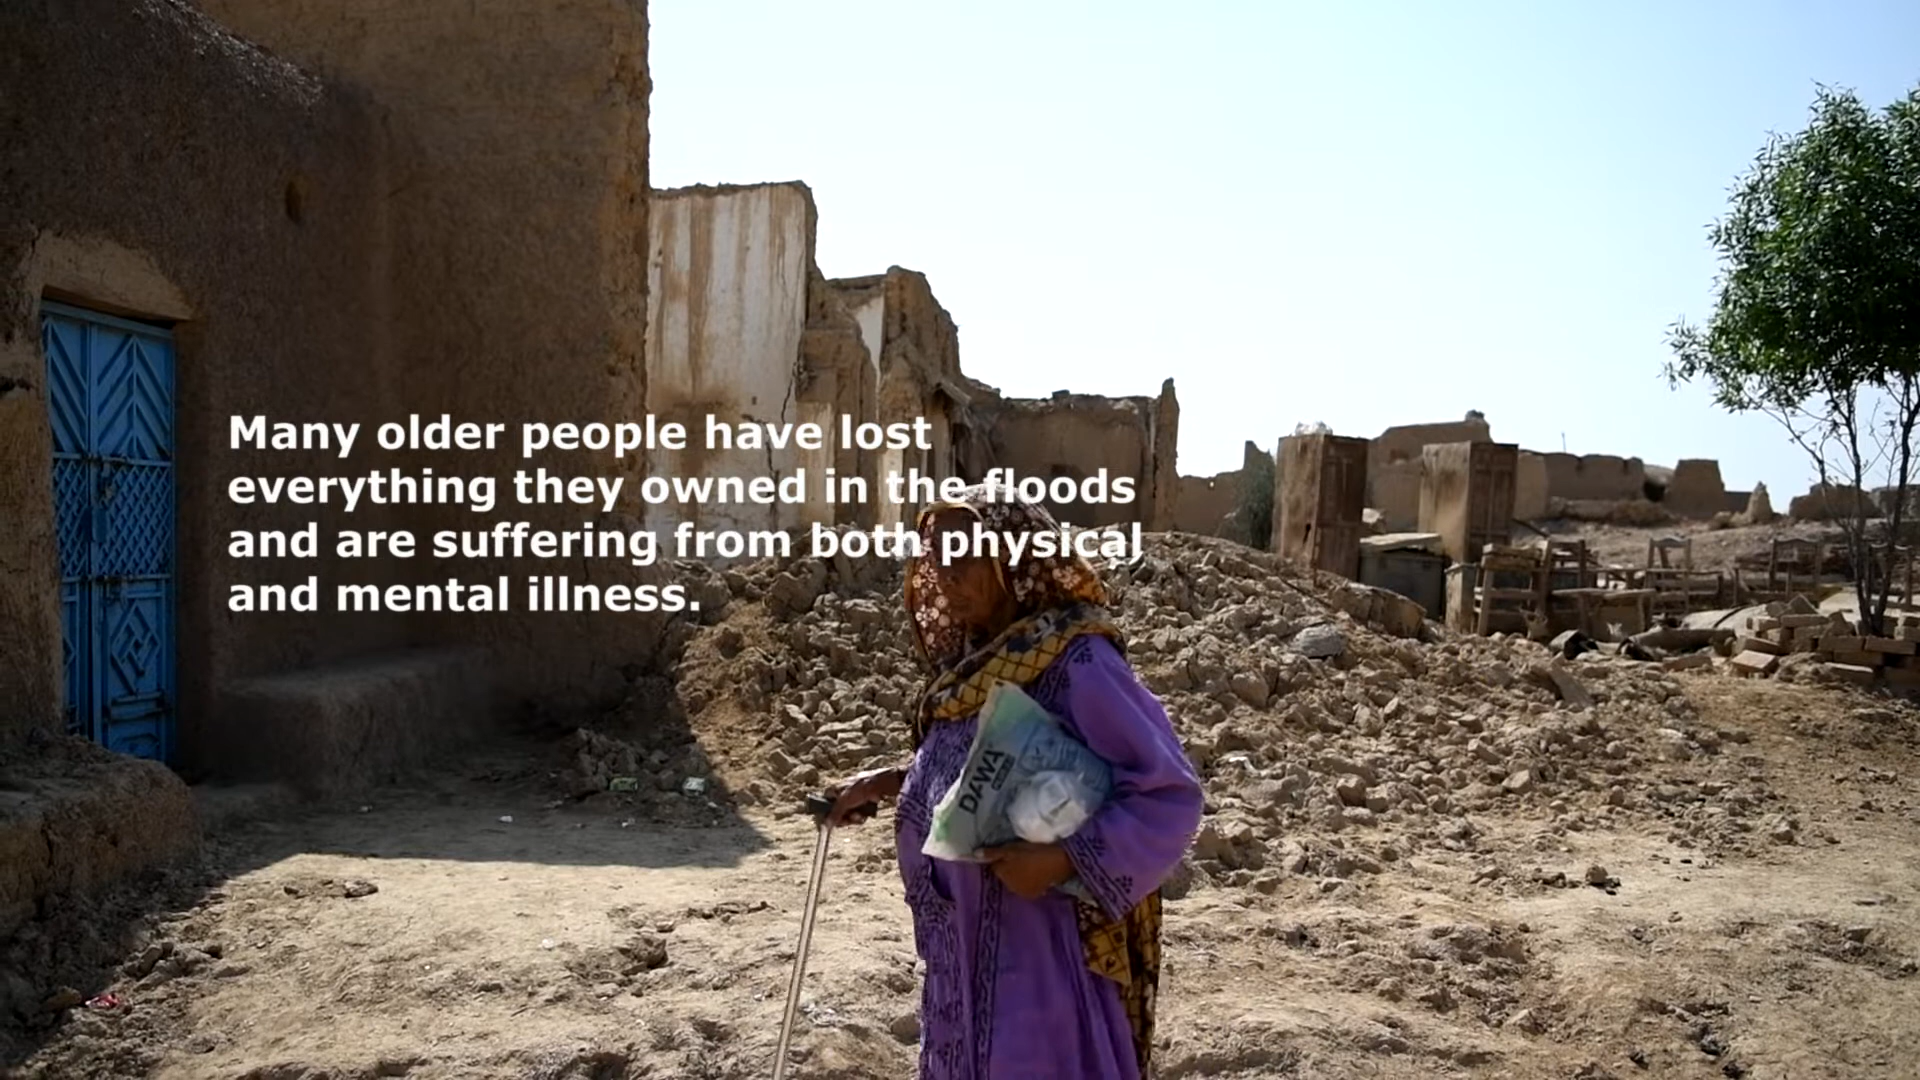 Many older people have lost
everything they owned in the floods
and are suffering from both physical
and mental illness.
DAWA